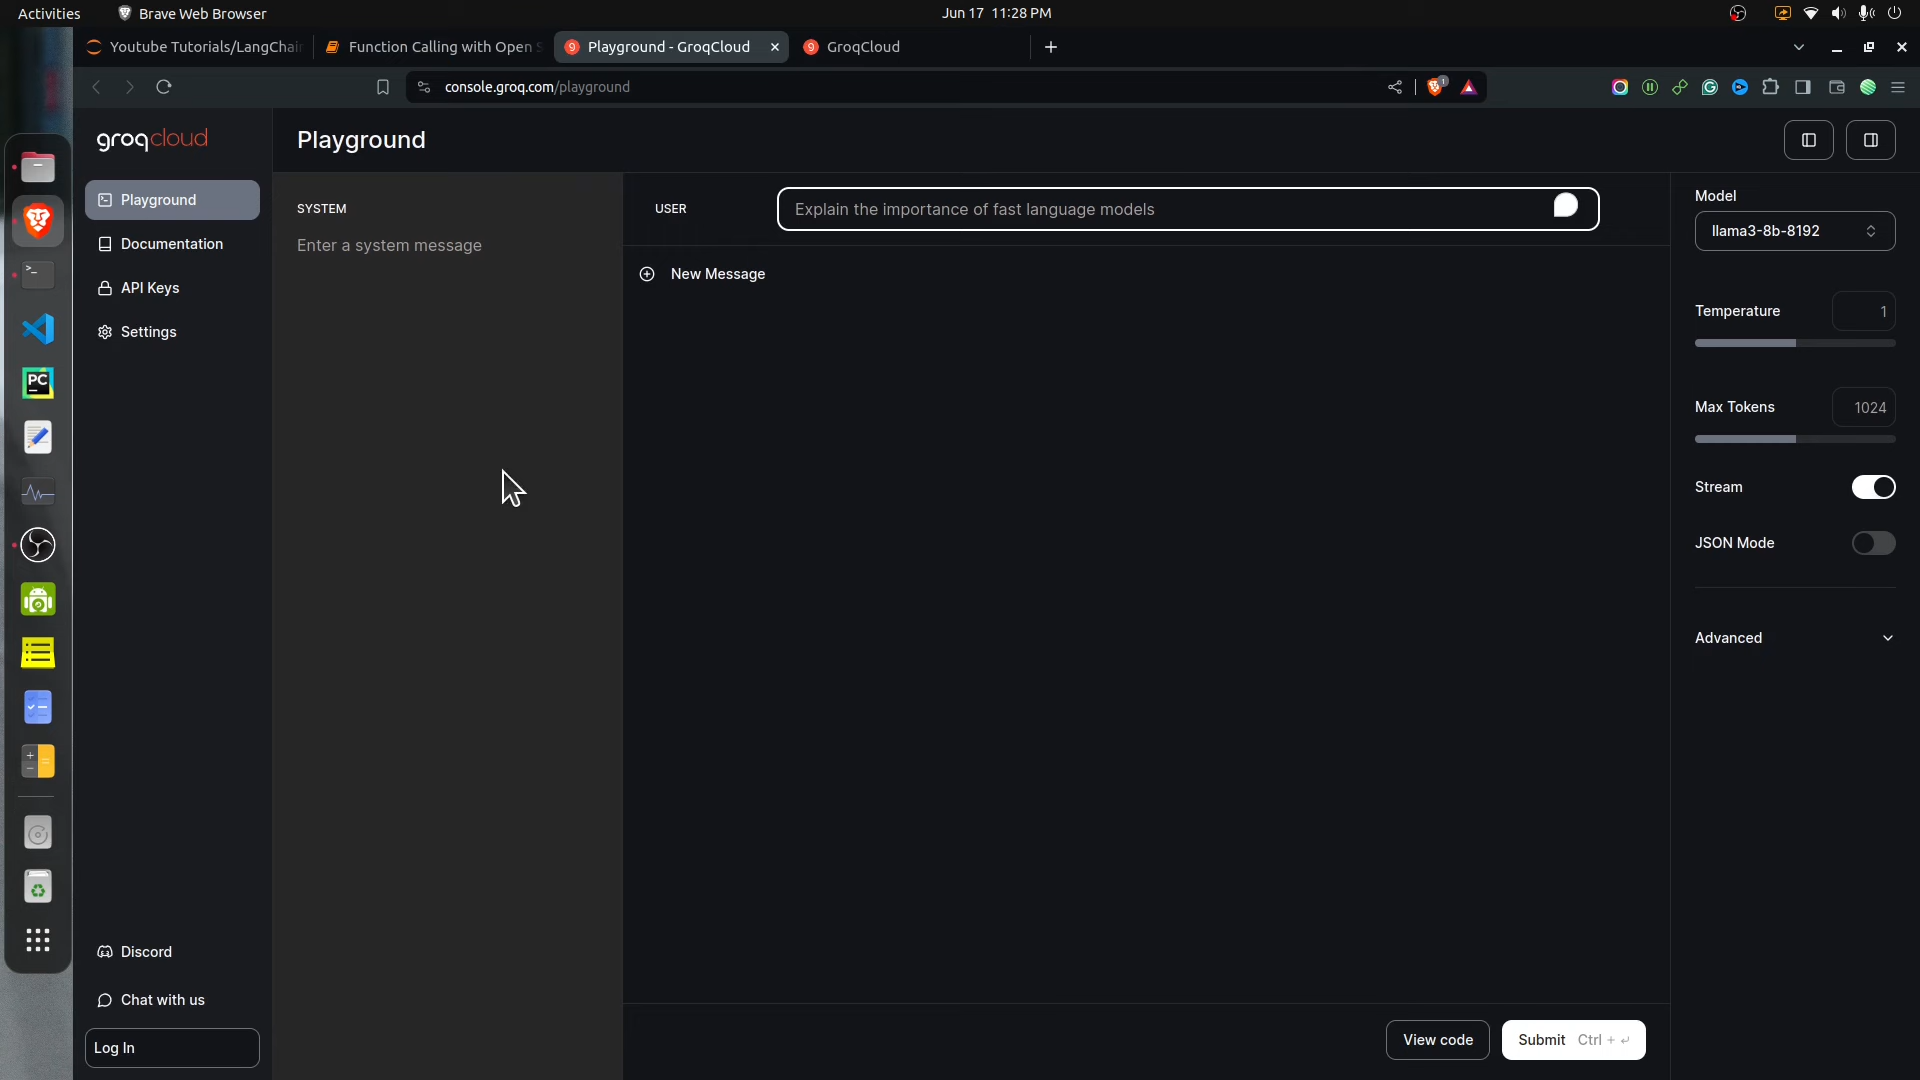 Activities
Brave Web Browser
Jun 17 11:28 PM
Youtube Tutorials/LangChain
Function Calling with Open S
Playground - GroqCloud
GroqCloud
console.groq.com/playground
1
groqcloud
Playground
Playground
Documentation
API Keys
Settings
SYSTEM
Enter a system message
USER
Explain the importance of fast language models
New Message
Model
llama3-8b-8192
Temperature
1
Max Tokens
1024
Stream
JSON Mode
Advanced
PC
Discord
Chat with us
Log In
View code
Submit Ctrl + ↵